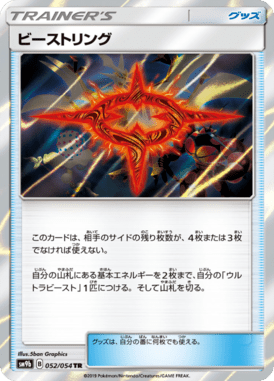 TRAINER'S
グッズ
ビーストリング
このカードは、相手のサイドの残り枚数が、4枚または3枚
でなければ使えない。
自分の山札にある基本エネルギーを2枚まで、自分の「ウル
トラビースト」1匹につける。そして山札を切る。
グッズは、自分の番に何枚でも使える。
Illus.5ban Graphics
SM9b 052/054 TR
©2019 Pokémon/Nintendo/Creatures/GAME FREAK.